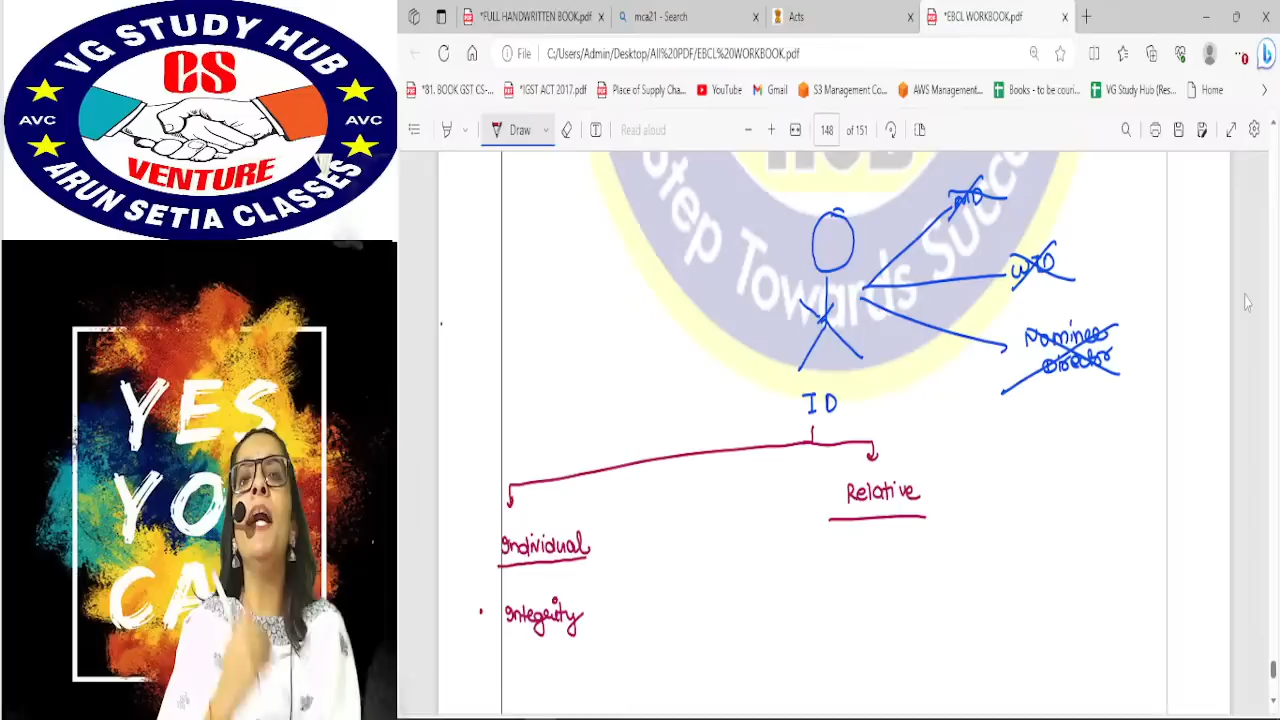 VG STUDY HUB
CS
AVC
AVC
VENTURE
ARUN SETIA CLASSES
YES
YO
CA
*FULL HANDWRITTEN BOOK.pdf
mca21 - Search
Acts
*EBCL WORKBOOK.pdf
File
C:/Users/Admin/Desktop/All%20PDF/EBCL%20WORKBOOK.pdf
*81. BOOK GST CS-...
*IGST ACT 2017.pdf
Place of Supply Cha...
YouTube
Gmail
S3 Management Co...
AWS Management...
Books - to be couri...
VG Study Hub (Res...
Home
Draw
Read aloud
148
of 151
Step Towards Succ
MD
WTD
Nominee
Director
ID
Relative
Individual
Integrity